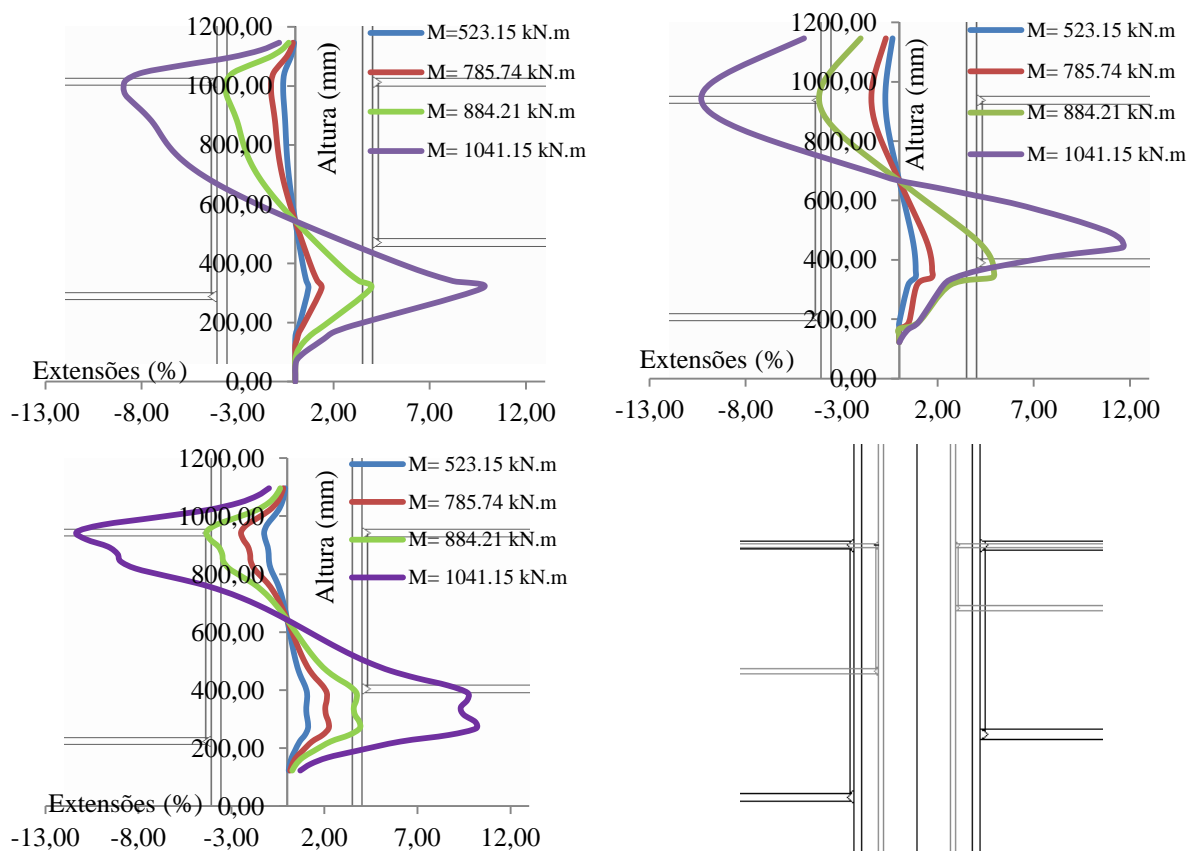 1200,00
1000,00
800,00
600,00
400,00
200,00
0,00
Altura (mm)
M=523.15 kN.m
M= 785.74 kN.m
M= 884.21 kN.m
M= 1041.15 kN.m
Extensões (%)
-13,00 -8,00 -3,00 2,00 7,00 12,00
1200,00
1000,00
800,00
600,00
400,00
200,00
0,00
Altura (mm)
M= 523.15 kN.m
M= 785.74 kN.m
M= 884.21 kN.m
M= 1041.15 kN.m
Extensões (%)
-13,00 -8,00 -3,00 2,00 7,00 12,00
1200,00
1000,00
800,00
600,00
400,00
200,00
0,00
Altura (mm)
M= 523.15 kN.m
M= 785.74 kN.m
M= 884.21 kN.m
M= 1041.15 kN.m
Extensões (%)
-13,00 -8,00 -3,00 2,00 7,00 12,00